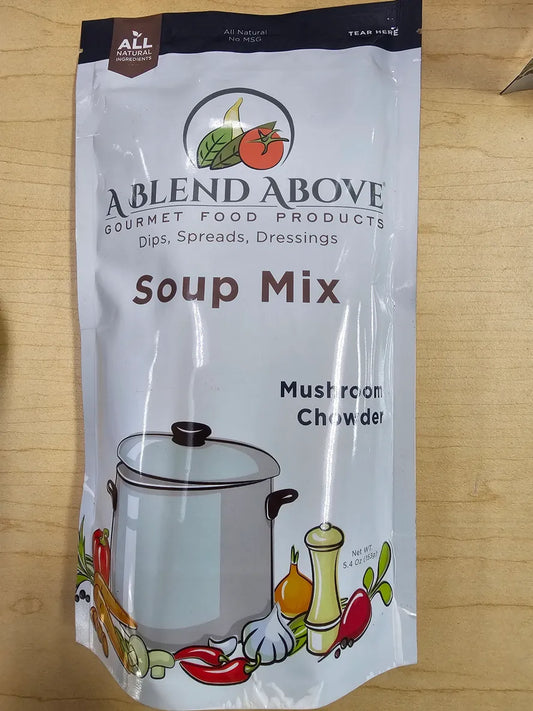 ALL
NATURAL
INGREDIENTS
All Natural
No MSG
TEAR HERE
A BLEND ABOVE®
GOURMET FOOD PRODUCTS
Dips, Spreads, Dressings
Soup Mix
Mushroom
Chowder
Net WT.
5.4 Oz (153g)